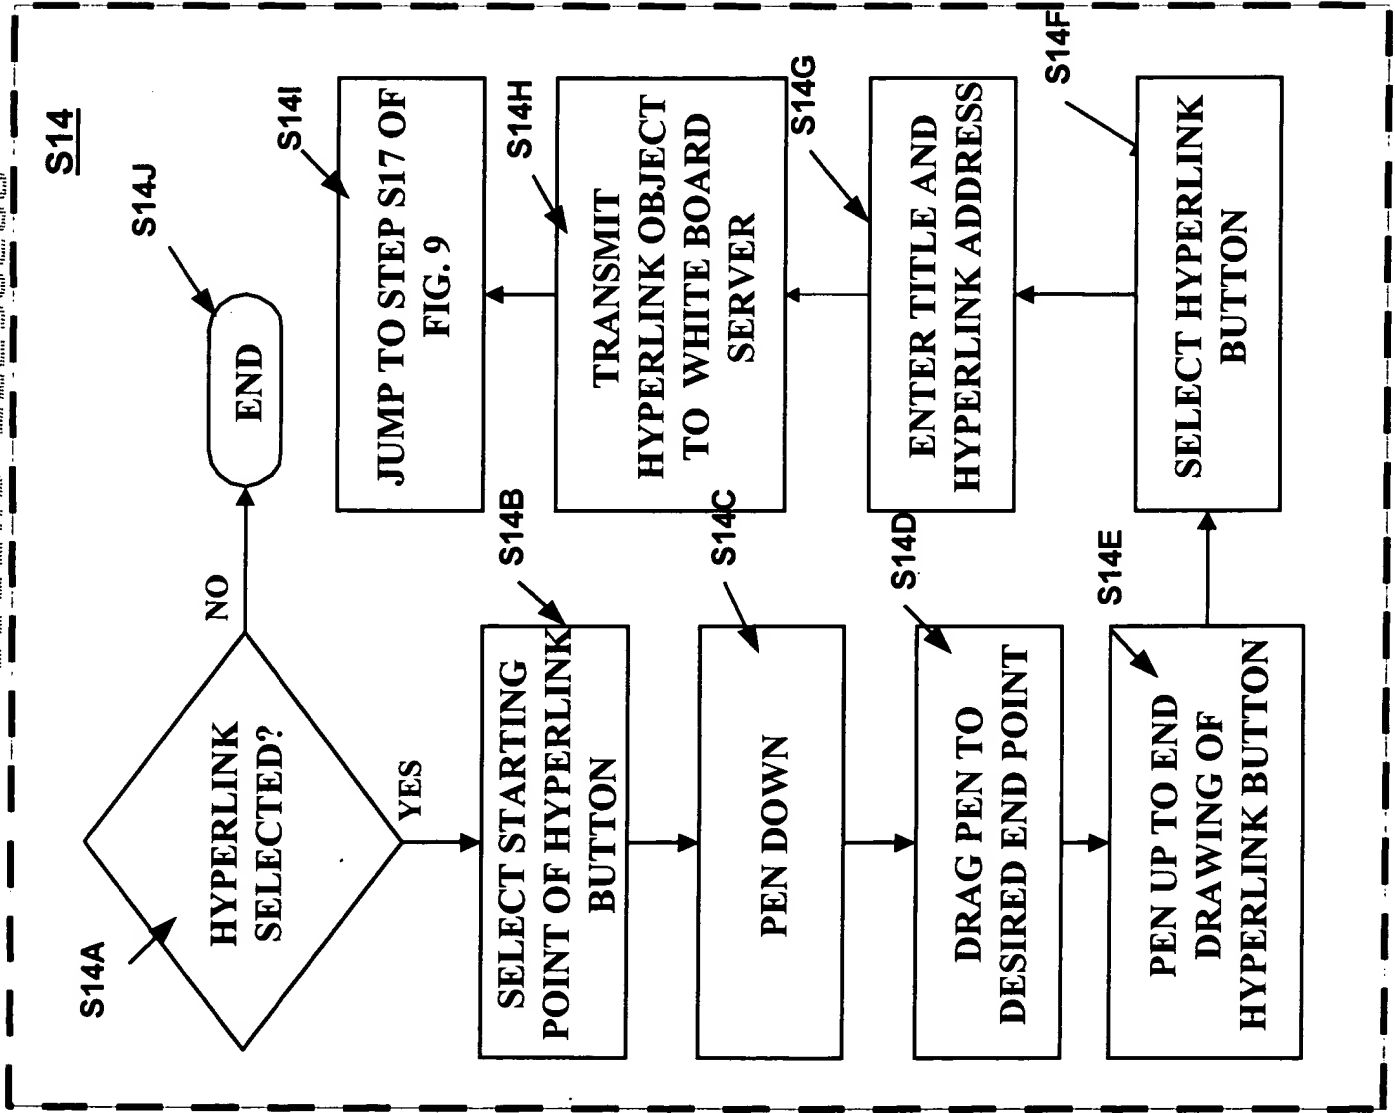 S14
S14A
HYPERLINK
SELECTED?
NO
S14J
END
YES
S14B
SELECT STARTING
POINT OF HYPERLINK
BUTTON
S14C
PEN DOWN
S14D
DRAG PEN TO
DESIRED END POINT
S14E
PEN UP TO END
DRAWING OF
HYPERLINK BUTTON
S14F
SELECT HYPERLINK
BUTTON
S14G
ENTER TITLE AND
HYPERLINK ADDRESS
S14H
TRANSMIT
HYPERLINK OBJECT
TO WHITE BOARD
SERVER
S14I
JUMP TO STEP S17 OF
FIG. 9